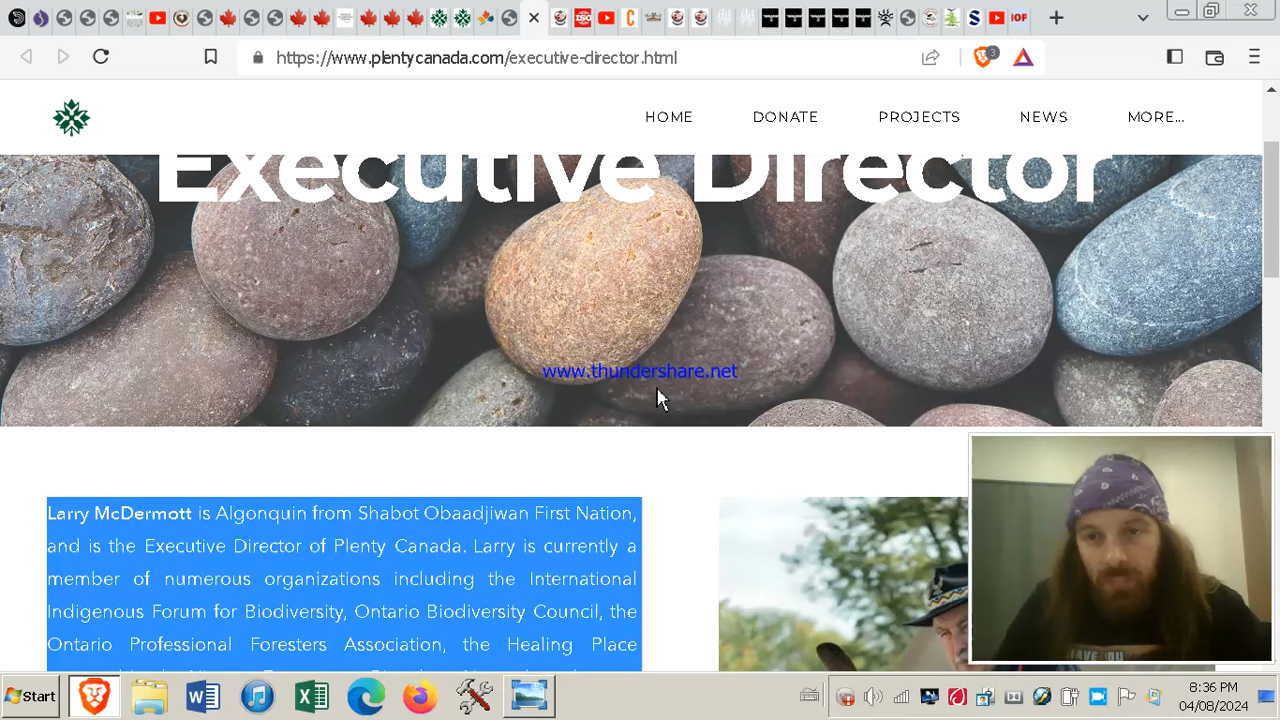 https://www.plentycanada.com/executive-director.html
3
HOME DONATE PROJECTS NEWS MORE...
Executive Director
www.thundershare.net
Larry McDermott is Algonquin from Shabot Obaadjiwan First Nation,
and is the Executive Director of Plenty Canada. Larry is currently a
member of numerous organizations including the International
Indigenous Forum for Biodiversity, Ontario Biodiversity Council, the
Ontario Professional Foresters Association, the Healing Place
Start
8:36 PM
04/08/2024